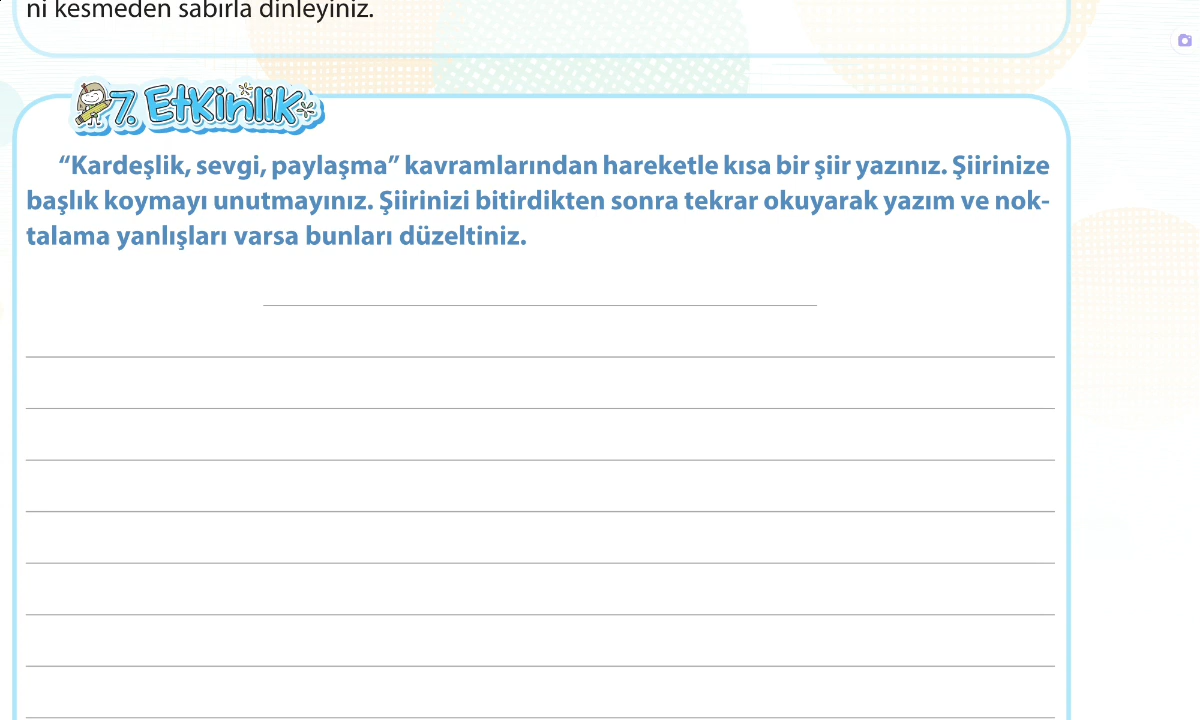 ni kesmeden sabırla dinleyiniz.
7. Etkinlik
“Kardeşlik, sevgi, paylaşma” kavramlarından hareketle kısa bir şiir yazınız. Şiirinize
başlık koymayı unutmayınız. Şiirinizi bitirdikten sonra tekrar okuyarak yazım ve nok-
talama yanlışları varsa bunları düzeltiniz.